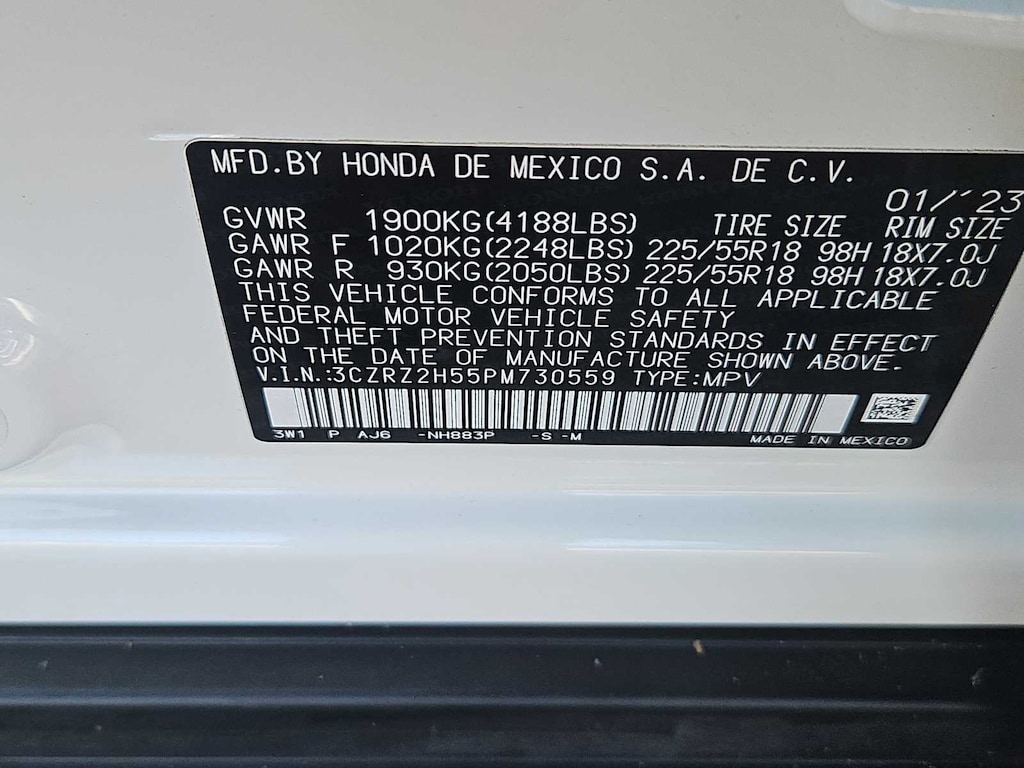 MFD.BY HONDA DE MEXICO S.A. DE C.V.
01/'23
GVWR 1900KG(4188LBS) TIRE SIZE RIM SIZE
GAWR F 1020KG(2248LBS) 225/55R18 98H 18X7.0J
GAWR R 930KG(2050LBS) 225/55R18 98H 18X7.0J
THIS VEHICLE CONFORMS TO ALL APPLICABLE
FEDERAL MOTOR VEHICLE SAFETY
AND THEFT PREVENTION STANDARDS IN EFFECT
ON THE DATE OF MANUFACTURE SHOWN ABOVE.
V.I.N.:3CZRZ2H55PM730559 TYPE:MPV
3W1 P AJ6 -NH883P -S -M MADE IN MEXICO